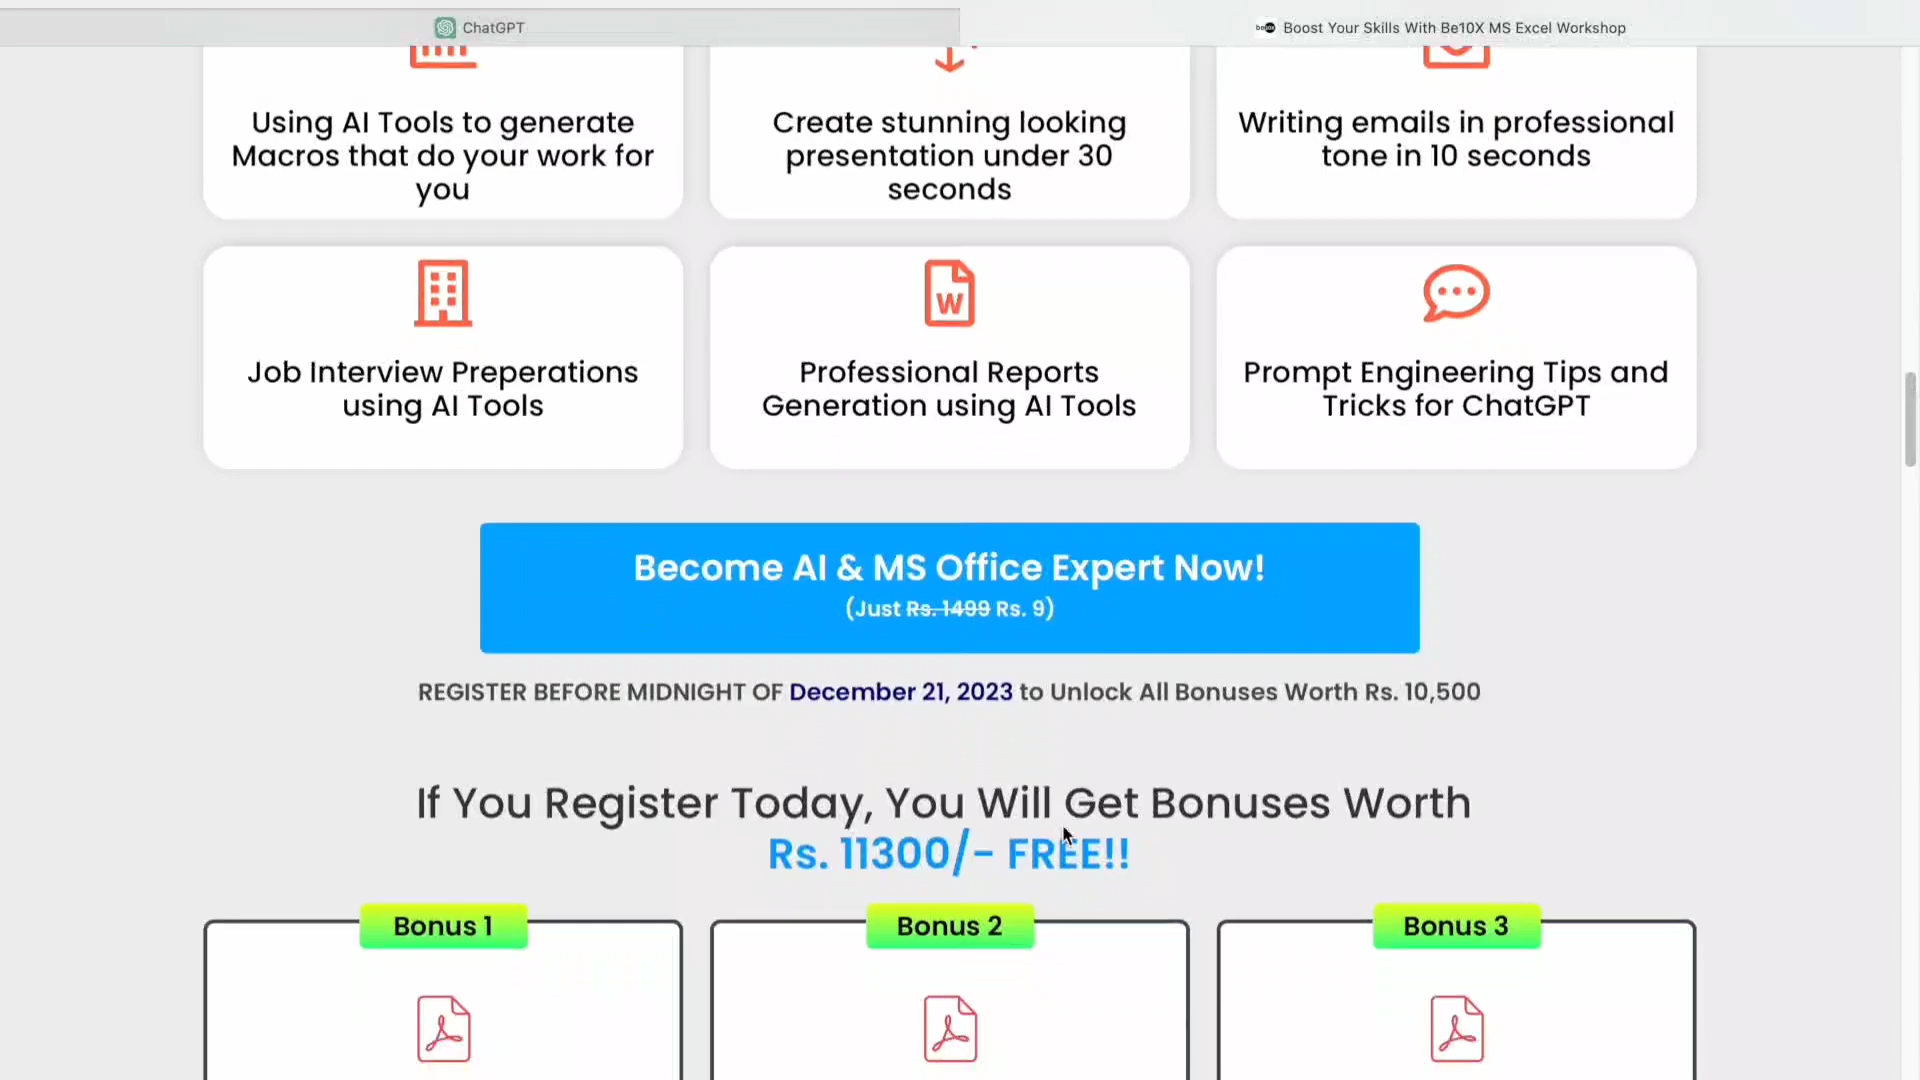 ChatGPT
Boost Your Skills With Be10X MS Excel Workshop
Using AI Tools to generate
Macros that do your work for
you
Create stunning looking
presentation under 30
seconds
Writing emails in professional
tone in 10 seconds
Job Interview Preperations
using AI Tools
W
Professional Reports
Generation using AI Tools
Prompt Engineering Tips and
Tricks for ChatGPT
Become AI & MS Office Expert Now!
(Just Rs. 1499 Rs. 9)
REGISTER BEFORE MIDNIGHT OF December 21, 2023 to Unlock All Bonuses Worth Rs. 10,500
If You Register Today, You Will Get Bonuses Worth
Rs. 11300/- FREE!!
Bonus 1
Bonus 2
Bonus 3